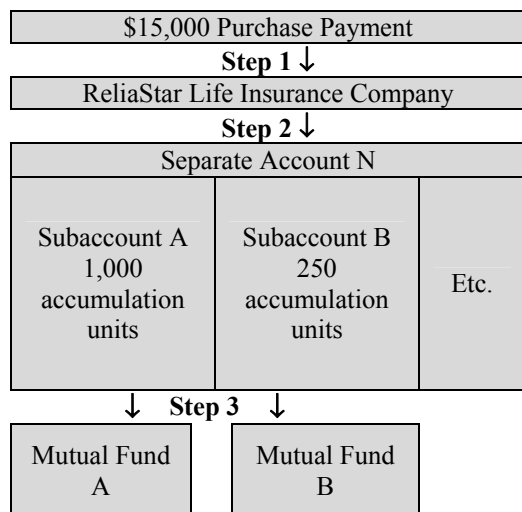 $15,000 Purchase Payment
Step 1 ↓
ReliaStar Life Insurance Company
Step 2 ↓
Separate Account N
Subaccount A
1,000
accumulation
units
Subaccount B
250
accumulation
units
Etc.
↓ Step 3 ↓
Mutual Fund
A
Mutual Fund
B